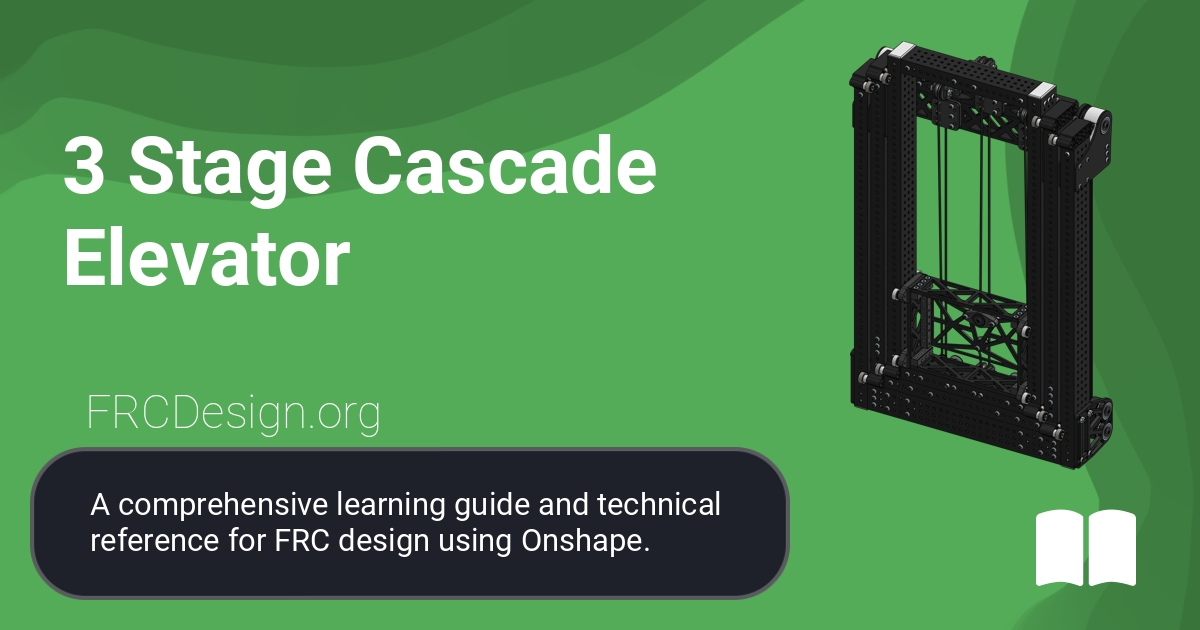 3 Stage Cascade
Elevator
FRCDesign.org
A comprehensive learning guide and technical
reference for FRC design using Onshape.